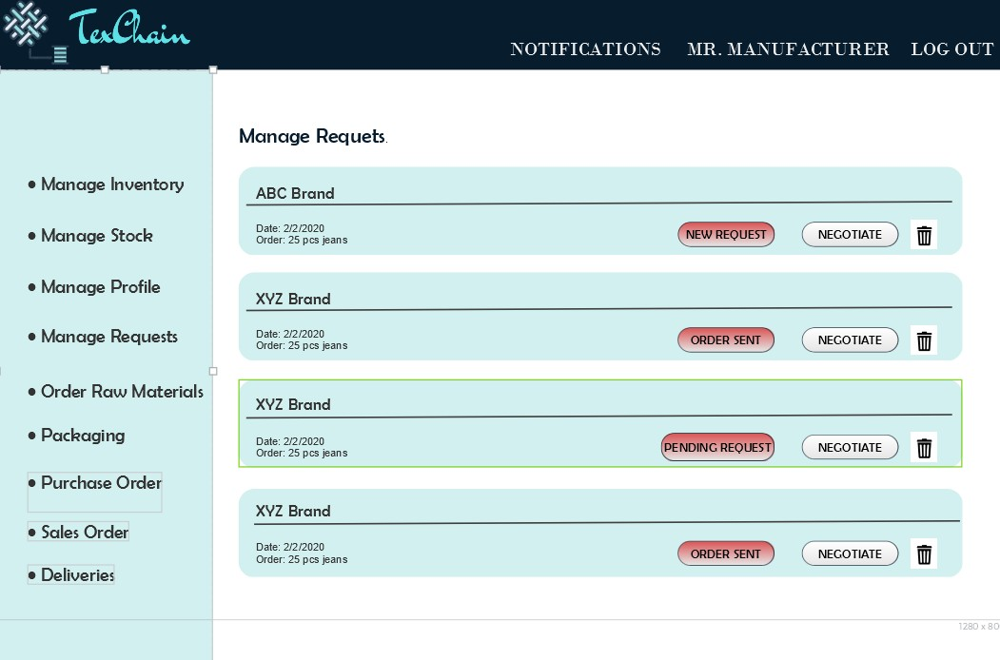 TexChain
NOTIFICATIONS MR. MANUFACTURER LOG OUT
Manage Requets.
• Manage Inventory
• Manage Stock
• Manage Profile
• Manage Requests
• Order Raw Materials
• Packaging
• Purchase Order
• Sales Order
• Deliveries
ABC Brand
Date: 2/2/2020
Order: 25 pcs jeans
NEW REQUEST NEGOTIATE
XYZ Brand
Date: 2/2/2020
Order: 25 pcs jeans
ORDER SENT NEGOTIATE
XYZ Brand
Date: 2/2/2020
Order: 25 pcs jeans
PENDING REQUEST NEGOTIATE
XYZ Brand
Date: 2/2/2020
Order: 25 pcs jeans
ORDER SENT NEGOTIATE
1280 x 80